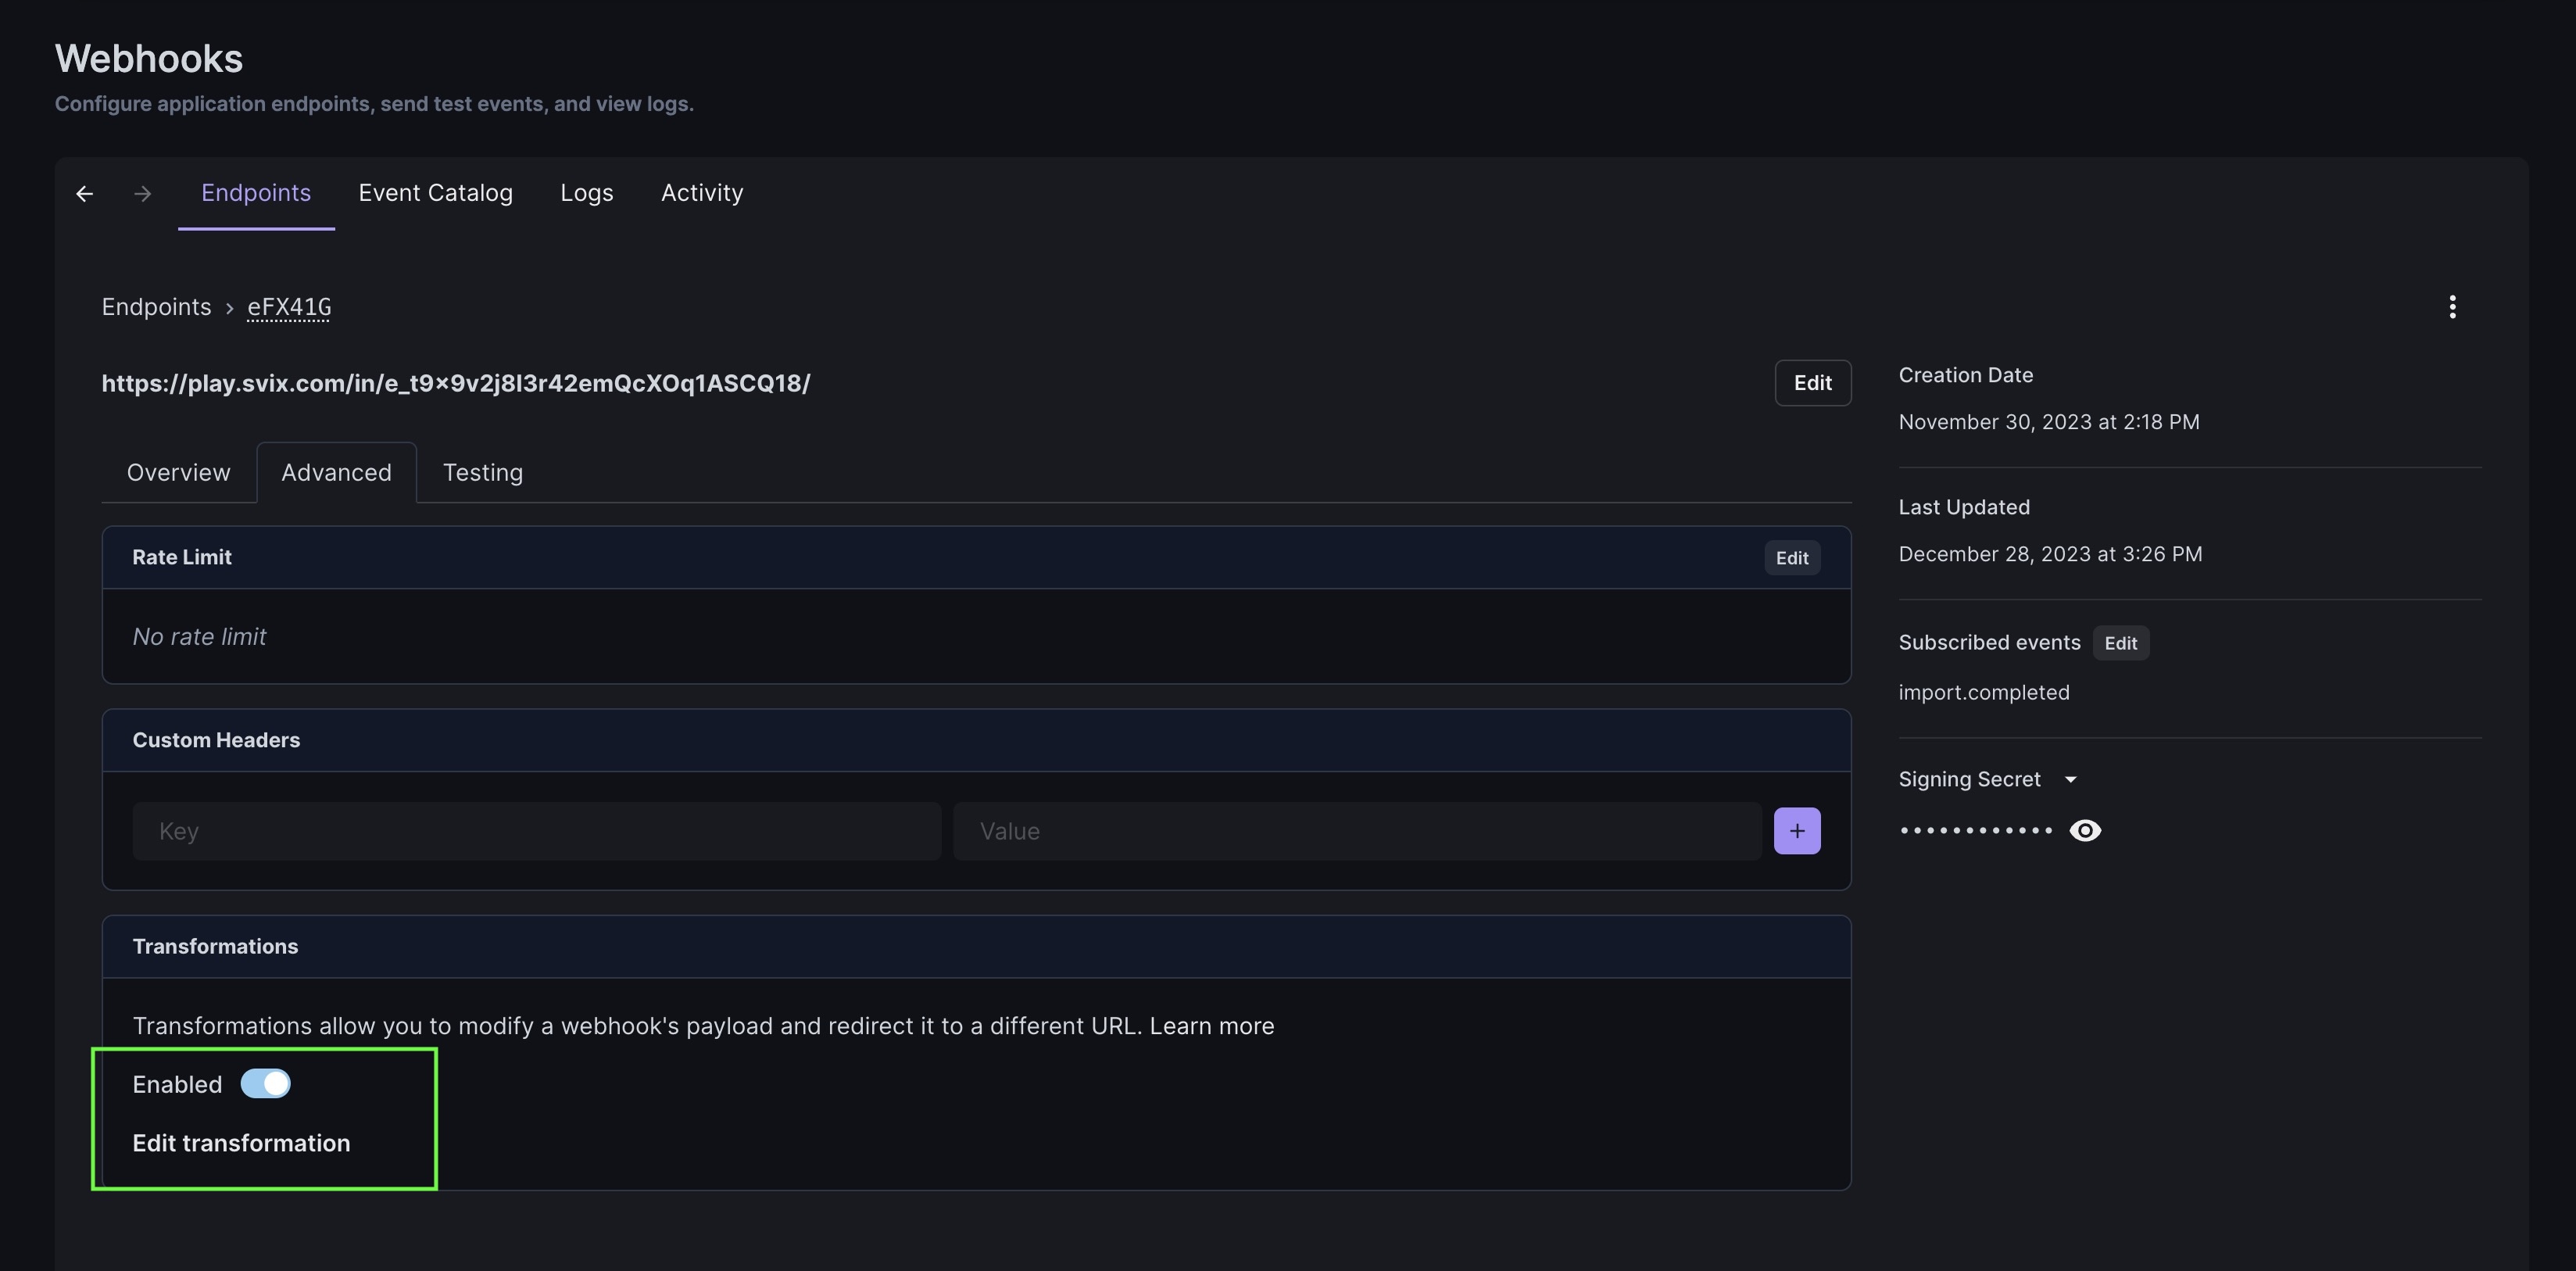 Webhooks
Configure application endpoints, send test events, and view logs.
Endpoints Event Catalog Logs Activity
Endpoints › eFX41G
https://play.svix.com/in/e_t9×9v2j8I3r42emQcXOq1ASCQ18/
Edit
Overview Advanced Testing
Rate Limit
Edit
No rate limit
Custom Headers
Key
Value
+
Transformations
Transformations allow you to modify a webhook's payload and redirect it to a different URL. Learn more
Enabled
Edit transformation
Creation Date
November 30, 2023 at 2:18 PM
Last Updated
December 28, 2023 at 3:26 PM
Subscribed events Edit
import.completed
Signing Secret
••••••••••••